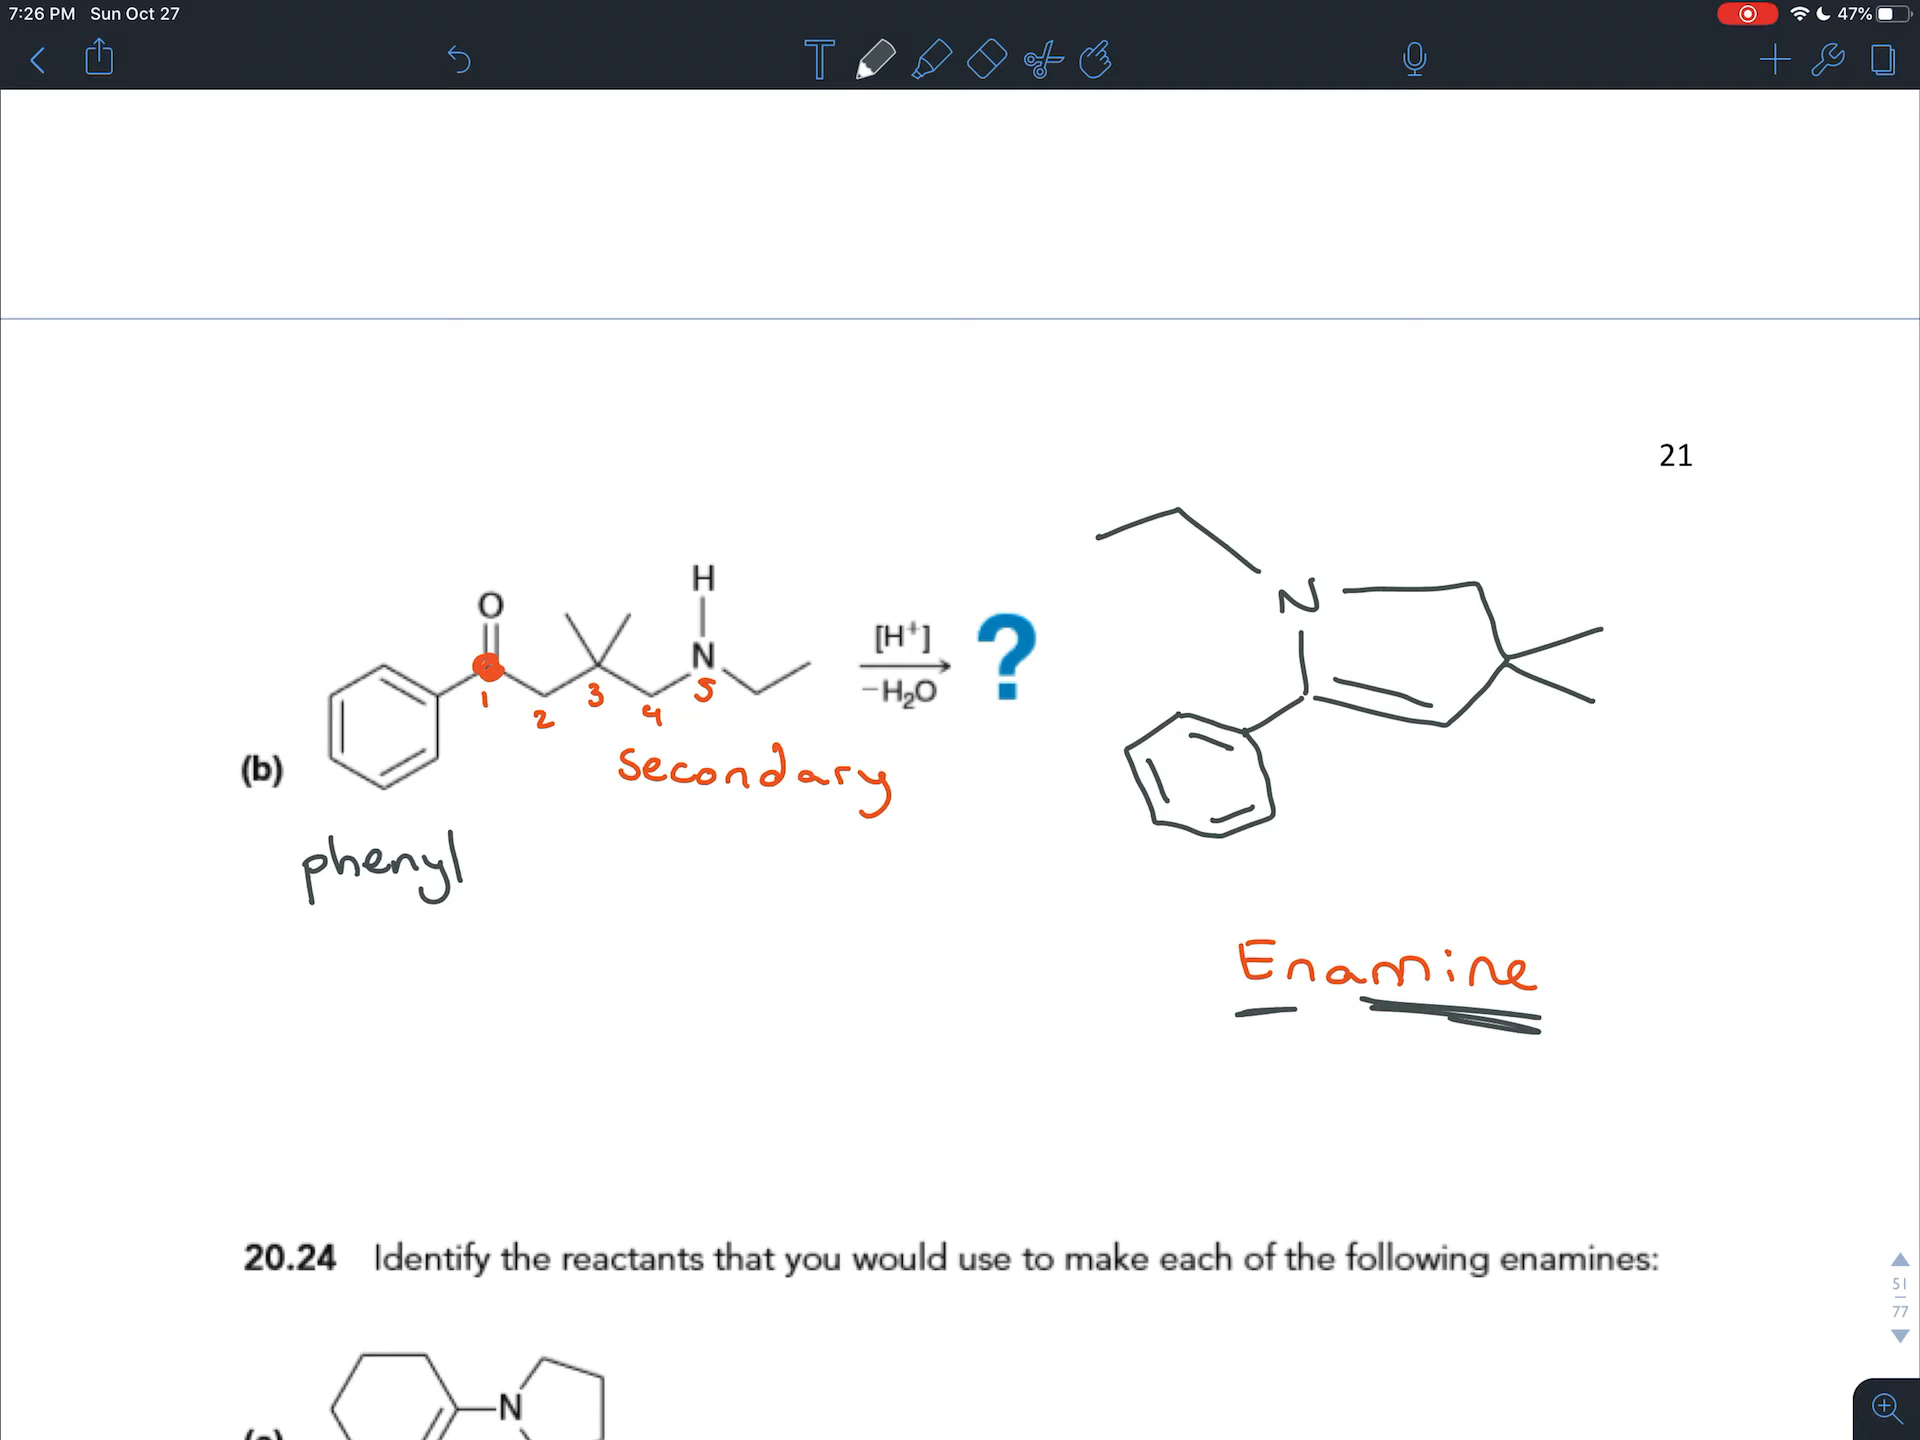 7:26 PM Sun Oct 27
47%
T
21
H
O
N
[H⁺]
?
−H₂O
N
1
2
3
4
5
(b)
secondary
phenyl
Enamine
20.24 Identify the reactants that you would use to make each of the following enamines:
51
77
N